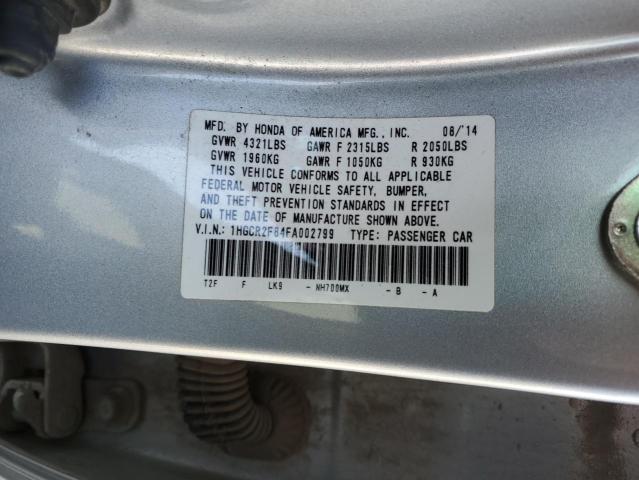 MFD. BY HONDA OF AMERICA MFG., INC. 08/'14
GVWR 4321LBS GAWR F 2315LBS R 2050LBS
GVWR 1960KG GAWR F 1050KG R 930KG
THIS VEHICLE CONFORMS TO ALL APPLICABLE
FEDERAL MOTOR VEHICLE SAFETY, BUMPER,
AND THEFT PREVENTION STANDARDS IN EFFECT
ON THE DATE OF MANUFACTURE SHOWN ABOVE.
V.I.N.: 1HGCR2F84FA002799 TYPE: PASSENGER CAR
T2F F LK9 - NH700MX - B - A